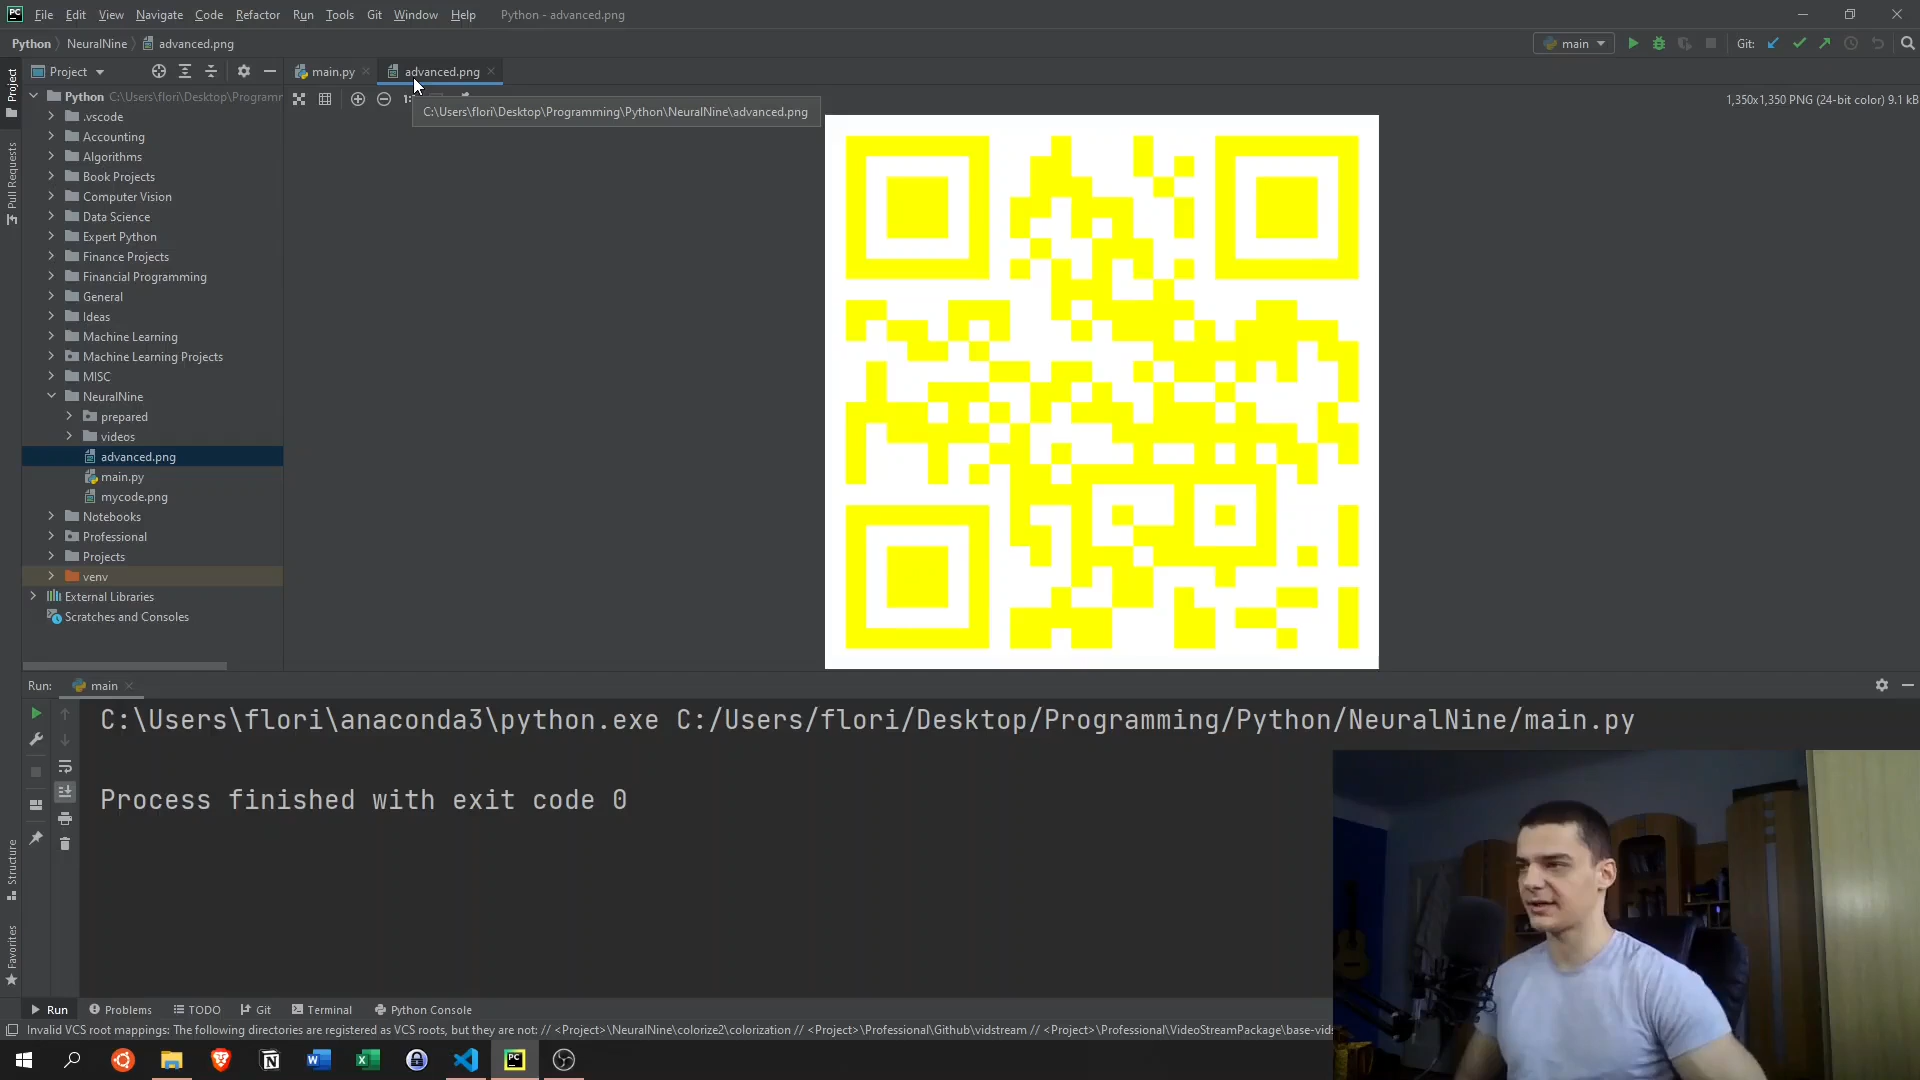 File Edit View Navigate Code Refactor Run Tools Git Window Help Python - advanced.png
Python NeuralNine advanced.png
main Git:
Project
main.py advanced.png
C:\Users\flori\Desktop\Programming\Python\NeuralNine\advanced.png
1,350x1,350 PNG (24-bit color) 9.1 kB
Project
Pull Requests
Structure
Favorites
Python C:\Users\flori\Desktop\Programm
.vscode
Accounting
Algorithms
Book Projects
Computer Vision
Data Science
Expert Python
Finance Projects
Financial Programming
General
Ideas
Machine Learning
Machine Learning Projects
MISC
NeuralNine
prepared
videos
advanced.png
main.py
mycode.png
Notebooks
Professional
Projects
venv
External Libraries
Scratches and Consoles
Run: main
C:\Users\flori\anaconda3\python.exe C:/Users/flori/Desktop/Programming/Python/NeuralNine/main.py
Process finished with exit code 0
Run Problems TODO Git Terminal Python Console
Invalid VCS root mappings: The following directories are registered as VCS roots, but they are not: // <Project>\NeuralNine\colorize2\colorization // <Project>\Professional\Github\vidstream // <Project>\Professional\VideoStreamPackage\base-vids